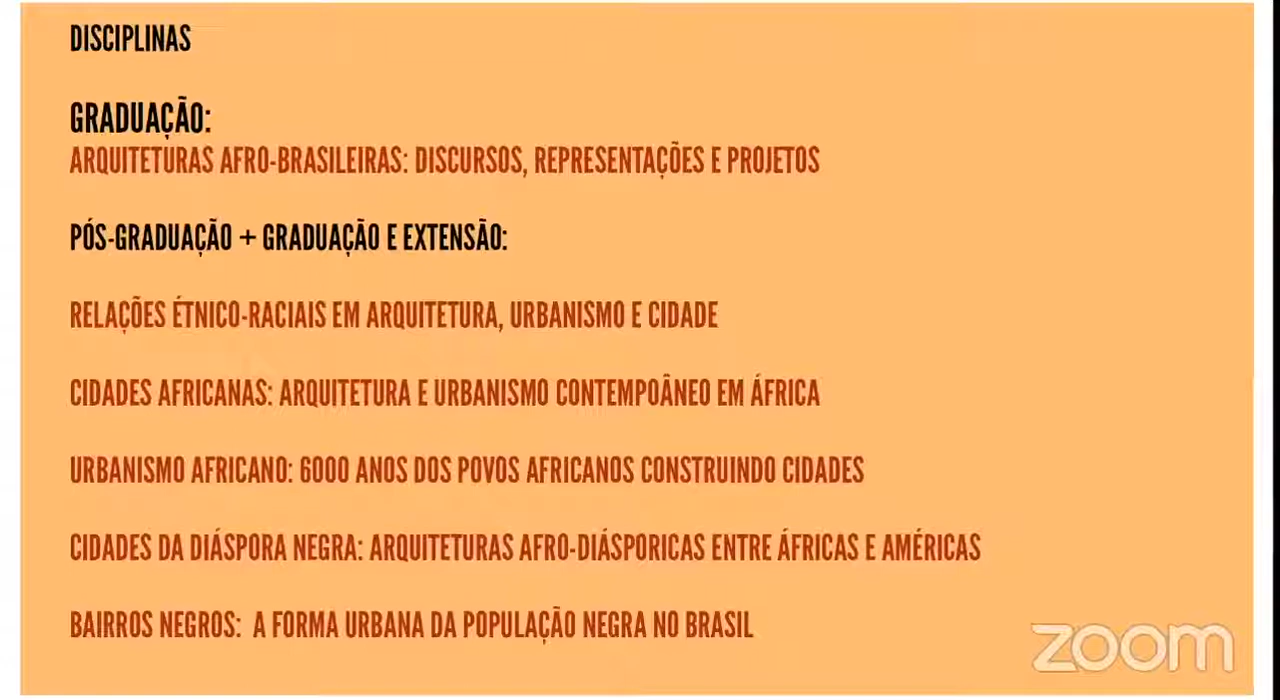 DISCIPLINAS
GRADUAÇÃO:
ARQUITETURAS AFRO-BRASILEIRAS: DISCURSOS, REPRESENTAÇÕES E PROJETOS
PÓS-GRADUAÇÃO + GRADUAÇÃO E EXTENSÃO:
RELAÇÕES ÉTNICO-RACIAIS EM ARQUITETURA, URBANISMO E CIDADE
CIDADES AFRICANAS: ARQUITETURA E URBANISMO CONTEMPOÂNEO EM ÁFRICA
URBANISMO AFRICANO: 6000 ANOS DOS POVOS AFRICANOS CONSTRUINDO CIDADES
CIDADES DA DIÁSPORA NEGRA: ARQUITETURAS AFRO-DIÁSPORICAS ENTRE ÁFRICAS E AMÉRICAS
BAIRROS NEGROS: A FORMA URBANA DA POPULAÇÃO NEGRA NO BRASIL
zoom